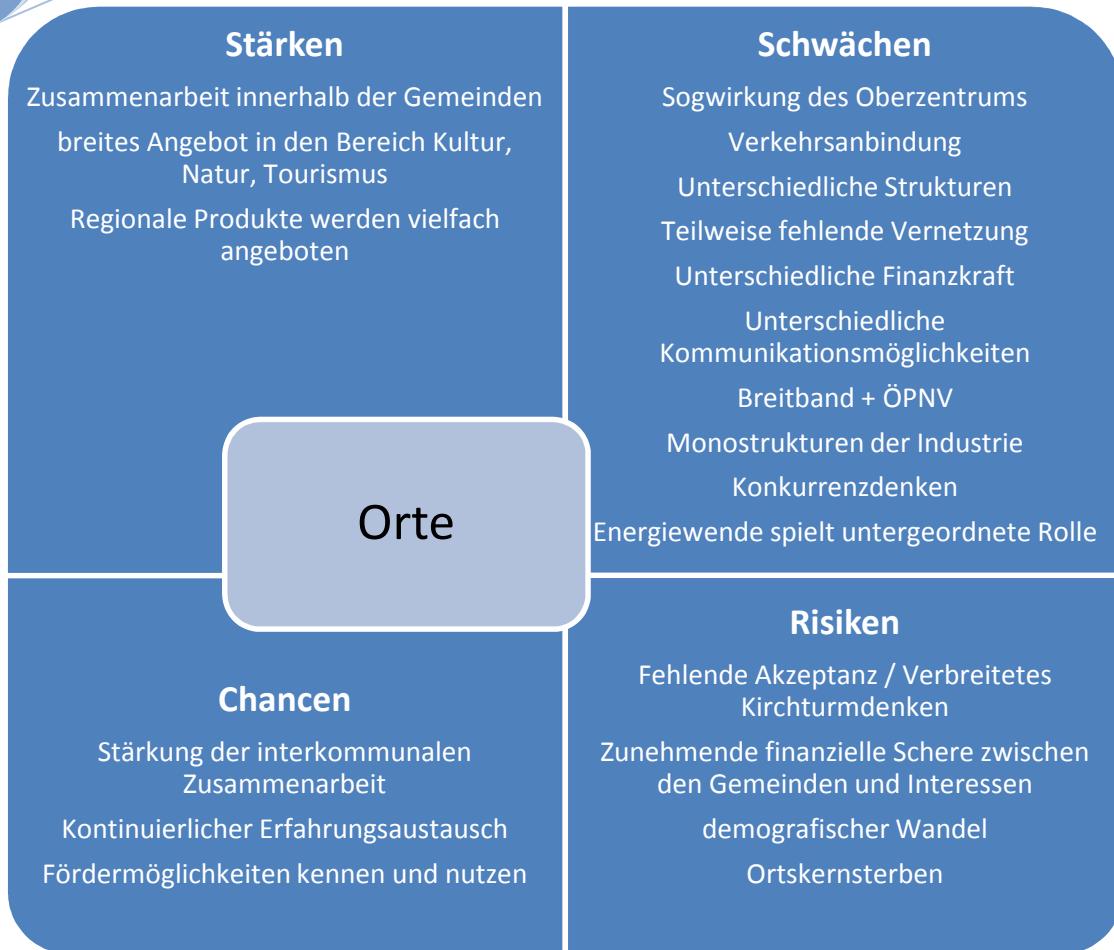 Stärken
Zusammenarbeit innerhalb der Gemeinden
breites Angebot in den Bereich Kultur,
Natur, Tourismus
Regionale Produkte werden vielfach
angeboten
Schwächen
Sogwirkung des Oberzentrums
Verkehrsanbindung
Unterschiedliche Strukturen
Teilweise fehlende Vernetzung
Unterschiedliche Finanzkraft
Unterschiedliche
Kommunikationsmöglichkeiten
Breitband + ÖPNV
Monostrukturen der Industrie
Konkurrenzdenken
Energiewende spielt untergeordnete Rolle
Orte
Chancen
Stärkung der interkommunalen
Zusammenarbeit
Kontinuierlicher Erfahrungsaustausch
Fördermöglichkeiten kennen und nutzen
Risiken
Fehlende Akzeptanz / Verbreitetes
Kirchturmdenken
Zunehmende finanzielle Schere zwischen
den Gemeinden und Interessen
demografischer Wandel
Ortskernsterben